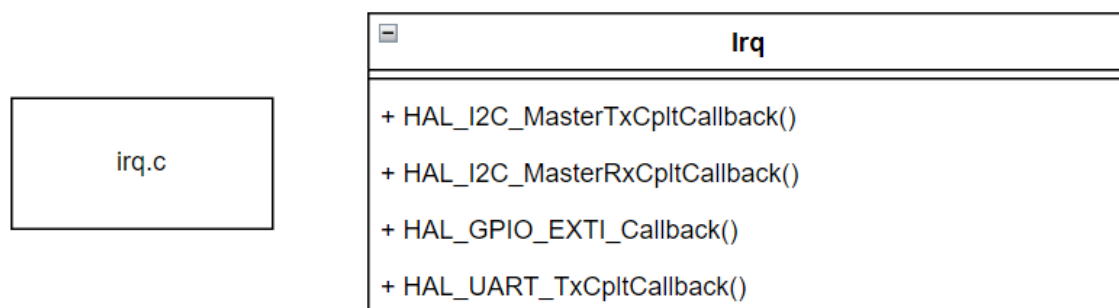 irq.c
Irq
+ HAL_I2C_MasterTxCpltCallback()
+ HAL_I2C_MasterRxCpltCallback()
+ HAL_GPIO_EXTI_Callback()
+ HAL_UART_TxCpltCallback()